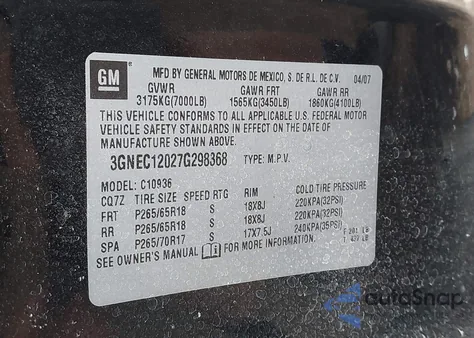 GM MFD BY GENERAL MOTORS DE MEXICO, S. DE R.L. DE C.V. 04/07
GVWR GAWR FRT GAWR RR
3175KG(7000LB) 1565KG(3450LB) 1860KG(4100LB)
THIS VEHICLE CONFORMS TO ALL APPLICABLE U.S. FEDERAL MOTOR
VEHICLE SAFETY STANDARDS IN EFFECT ON THE DATE OF
MANUFACTURE SHOWN ABOVE.
3GNEC12027G298368 TYPE: M.P.V.
MODEL: C10936
CQ7Z TIRE SIZE SPEED RTG RIM COLD TIRE PRESSURE
FRT P265/65R18 S 18X8J 220KPA(32PSI)
RR P265/65R18 S 18X8J 220KPA(32PSI)
SPA P265/70R17 S 17X7.5J 240KPA(35PSI)
SEE OWNER'S MANUAL FOR MORE INFORMATION.
LB
T LB
autoSnap